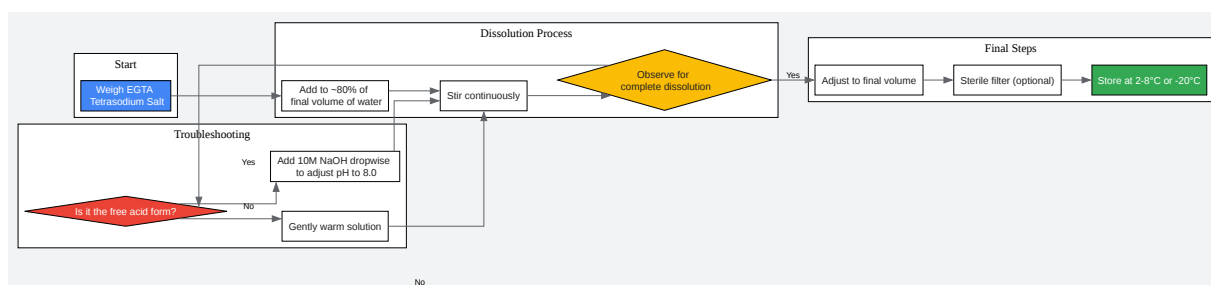 Start
Weigh EGTA
Tetrasodium Salt
Dissolution Process
Add to ~80% of
final volume of water
Stir continuously
Observe for
complete dissolution
Yes
Final Steps
Adjust to final volume
Sterile filter (optional)
Store at 2-8°C or -20°C
Troubleshooting
Is it the free acid form?
Yes
Add 10M NaOH dropwise
to adjust pH to 8.0
No
Gently warm solution
No